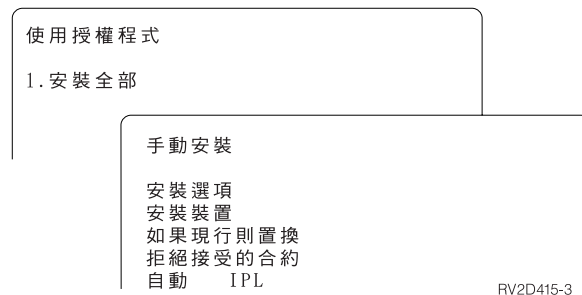 使用授權程式
1.安裝全部
手動安裝
安裝選項
安裝裝置
如果現行則置換
拒絕接受的合約
自動 IPL
RV2D415-3